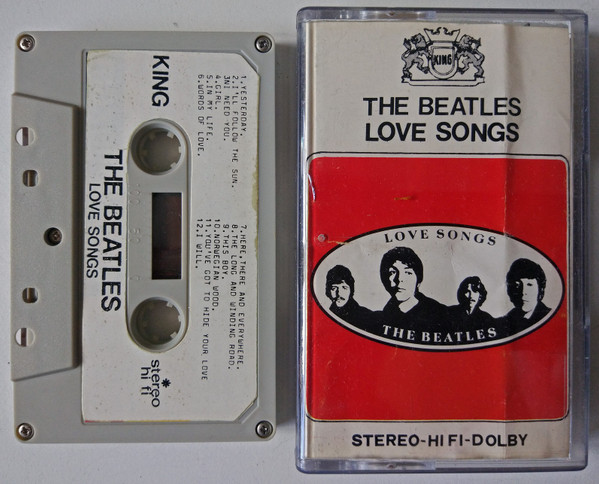 KING
1.YESTERDAY.
2.I'LL FOLLOW THE SUN.
3NI NEED YOU.
4.GIRL.
5.IN MY LIFE.
6.WORDS OF LOVE.
7.HERE,THERE AND EVERYWHERE.
8.THE LONG AND WINDING ROAD.
9.THIS BOY.
10.NORWEGIAN WOOD.
11.YOU'VE GOT TO HIDE YOUR LOVE
12.I WILL.
THE BEATLES
LOVE SONGS
stereo
hi fi
KING
THE BEATLES
LOVE SONGS
LOVE SONGS
THE BEATLES
STEREO-HI FI-DOLBY